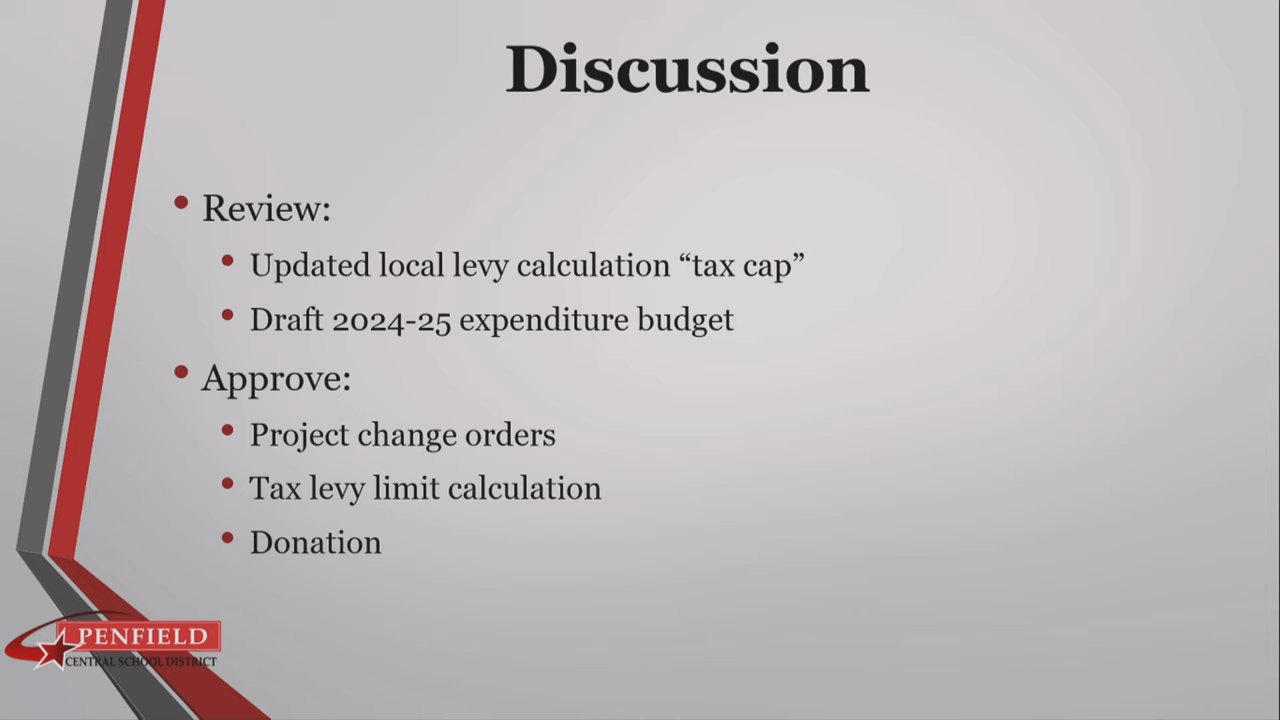 Discussion
Review:
Updated local levy calculation “tax cap”
Draft 2024-25 expenditure budget
Approve:
Project change orders
Tax levy limit calculation
Donation
PENFIELD
CENTRAL SCHOOL DISTRICT